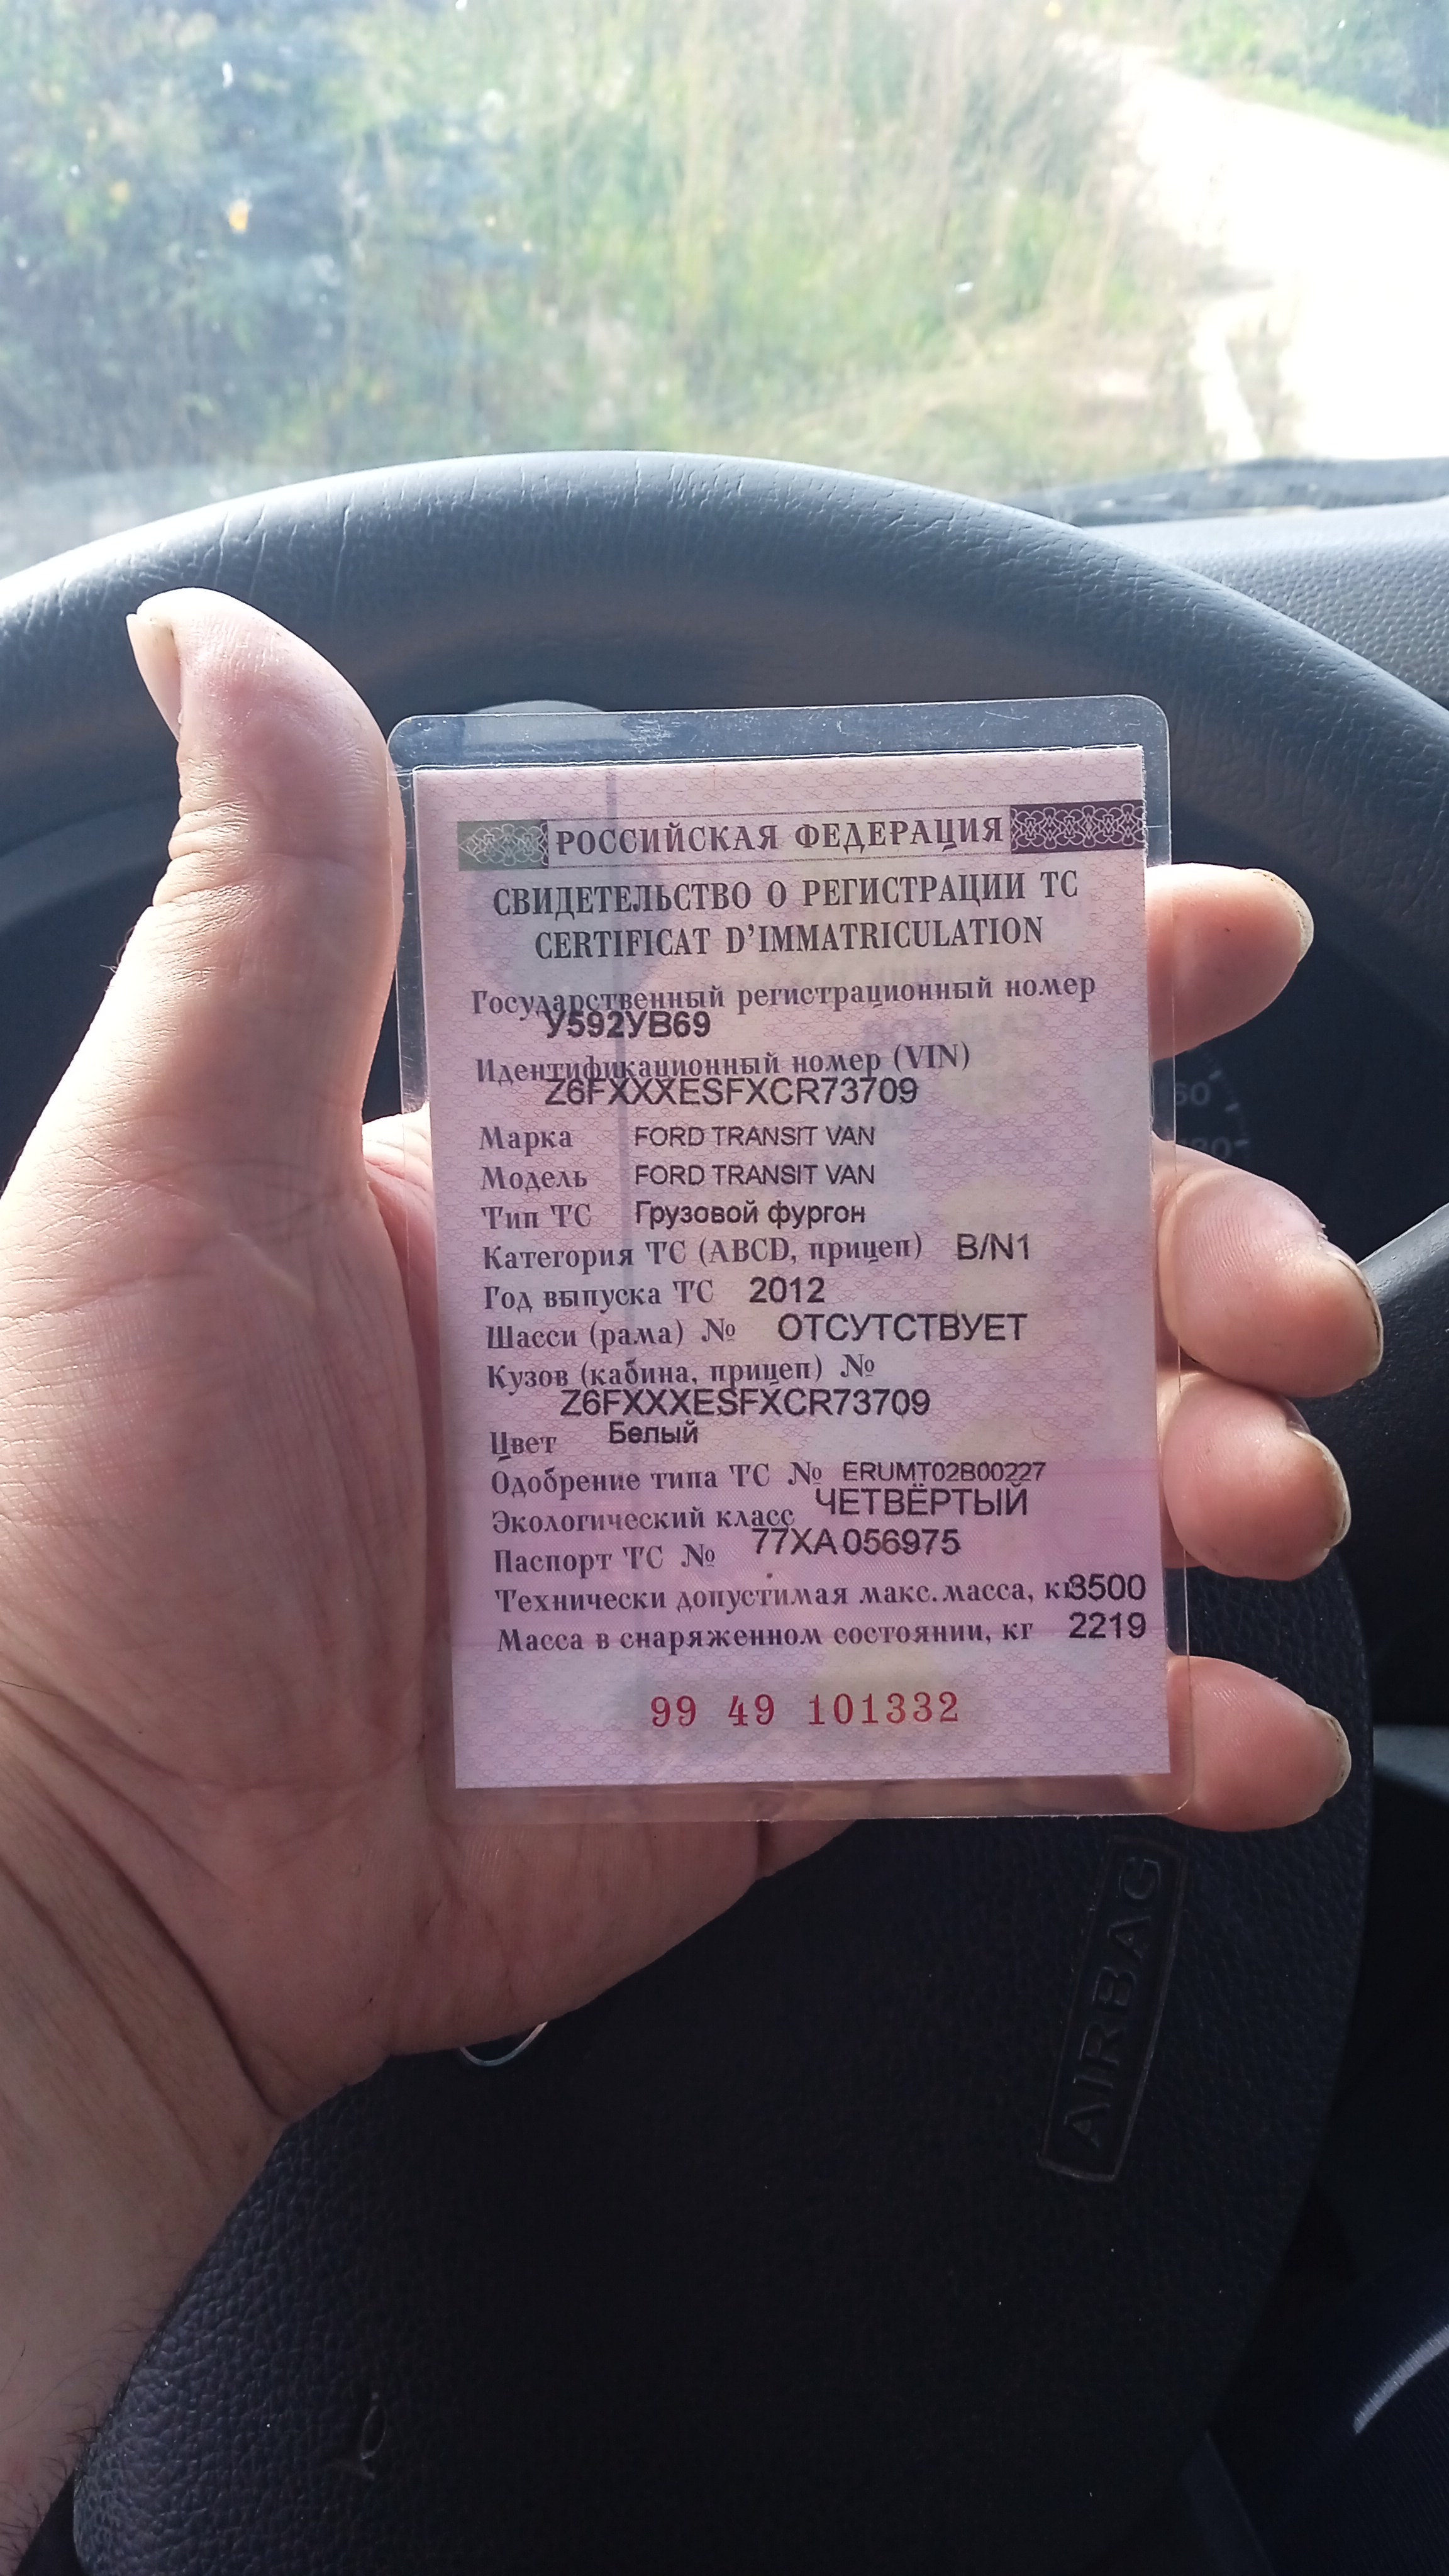 РОССИЙСКАЯ ФЕДЕРАЦИЯ
СВИДЕТЕЛЬСТВО О РЕГИСТРАЦИИ ТС
CERTIFICAT D'IMMATRICULATION
Государственный регистрационный номер
У592УВ69
Идентификационный номер (VIN)
Z6FXXXESFXCR73709
Марка FORD TRANSIT VAN
Модель FORD TRANSIT VAN
Тип ТС Грузовой фургон
Категория ТС (ABCD, прицеп) B/N1
Год выпуска ТС 2012
Шасси (рама) № ОТСУТСТВУЕТ
Кузов (кабина, прицеп) №
Z6FXXXESFXCR73709
Цвет Белый
Одобрение типа ТС № ERUMT02B00227
Экологический класс ЧЕТВЁРТЫЙ
Паспорт ТС № 77ХА056975
Технически допустимая макс.масса, кг 3500
Масса в снаряженном состоянии, кг 2219
99 49 101332
AIRBAG